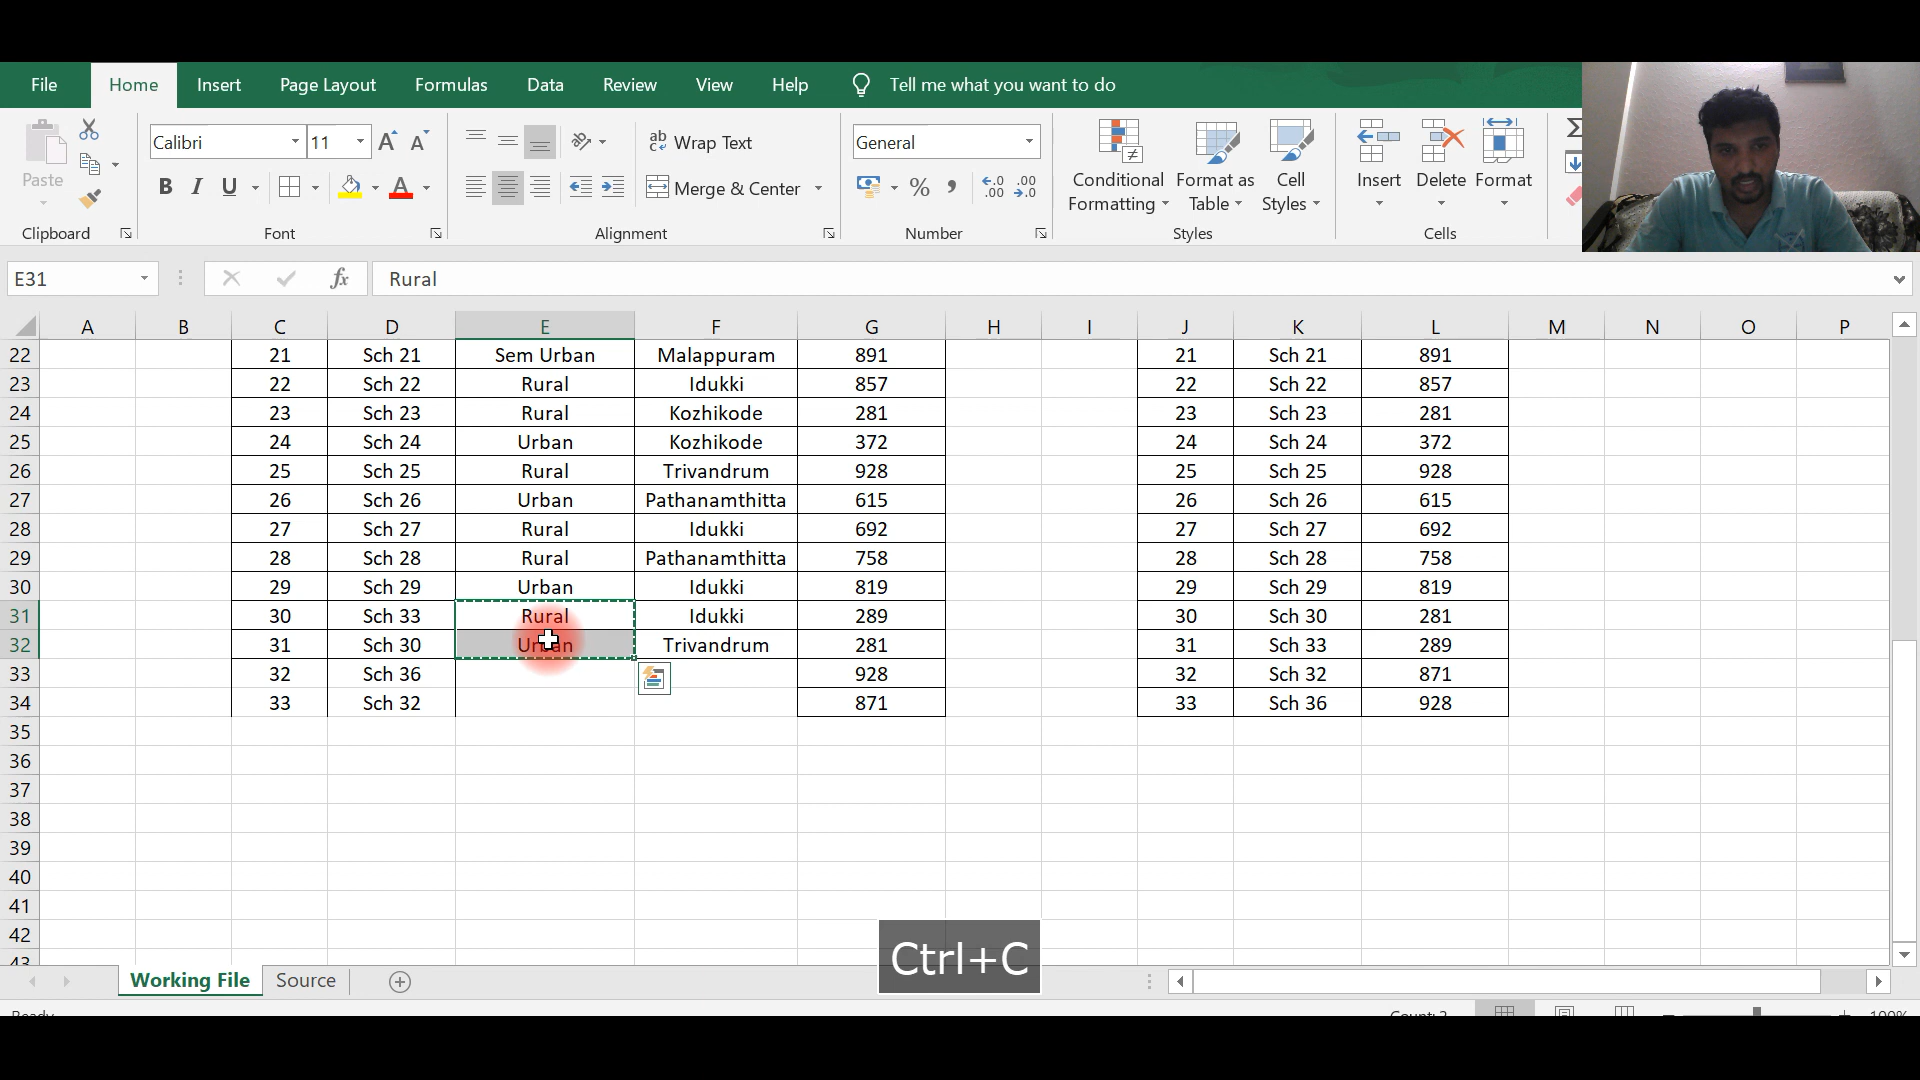 File Home Insert Page Layout Formulas Data Review View Help Tell me what you want to do
Calibri 11 ab c Wrap Text General
Paste B I U A Merge & Center % , Conditional Formatting Format as Table Cell Styles Insert Delete Format
Clipboard Font Alignment Number Styles Cells
E31 fx Rural
A B C D E F G H I J K L M N O P
22 21 Sch 21 Sem Urban Malappuram 891 21 Sch 21 891
23 22 Sch 22 Rural Idukki 857 22 Sch 22 857
24 23 Sch 23 Rural Kozhikode 281 23 Sch 23 281
25 24 Sch 24 Urban Kozhikode 372 24 Sch 24 372
26 25 Sch 25 Rural Trivandrum 928 25 Sch 25 928
27 26 Sch 26 Urban Pathanamthitta 615 26 Sch 26 615
28 27 Sch 27 Rural Idukki 692 27 Sch 27 692
29 28 Sch 28 Rural Pathanamthitta 758 28 Sch 28 758
30 29 Sch 29 Urban Idukki 819 29 Sch 29 819
31 30 Sch 33 Rural Idukki 289 30 Sch 30 281
32 31 Sch 30 Urban Trivandrum 281 31 Sch 33 289
33 32 Sch 36 928 32 Sch 32 871
34 33 Sch 32 871 33 Sch 36 928
35
36
37
38
39
40
41
42
43
Ctrl+C
Working File Source
Ready Count: 2 100%